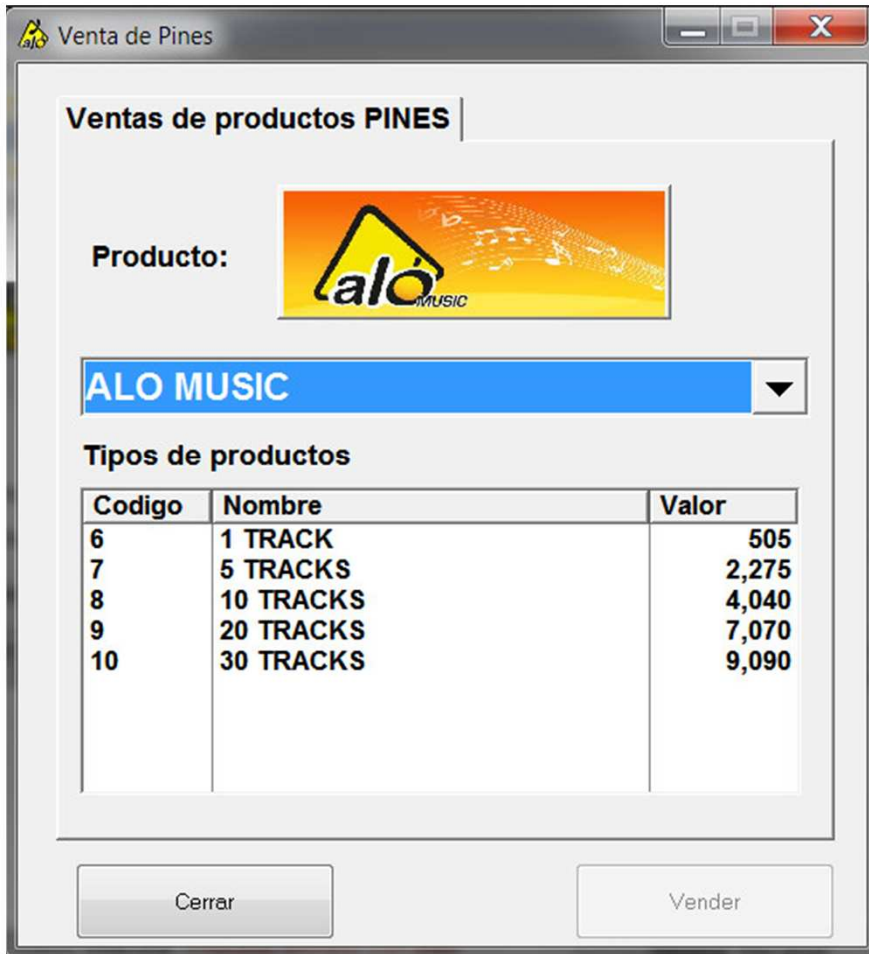 alo Venta de Pines
Ventas de productos PINES
Producto:
aló MUSIC
ALO MUSIC
Tipos de productos
Codigo Nombre Valor
6 1 TRACK 505
7 5 TRACKS 2,275
8 10 TRACKS 4,040
9 20 TRACKS 7,070
10 30 TRACKS 9,090
Cerrar Vender